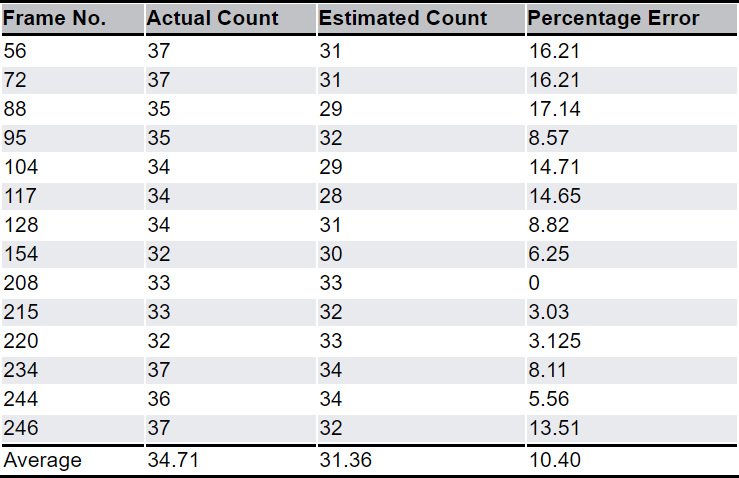 Frame No. Actual Count Estimated Count Percentage Error
56 37 31 16.21
72 37 31 16.21
88 35 29 17.14
95 35 32 8.57
104 34 29 14.71
117 34 28 14.65
128 34 31 8.82
154 32 30 6.25
208 33 33 0
215 33 32 3.03
220 32 33 3.125
234 37 34 8.11
244 36 34 5.56
246 37 32 13.51
Average 34.71 31.36 10.40